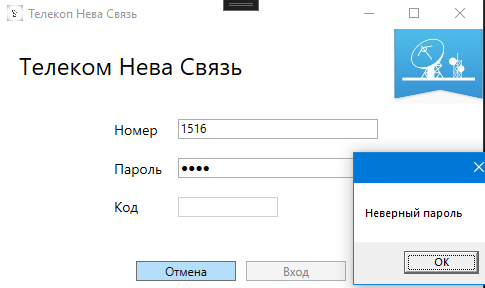 Телекоп Нева Связь
Телеком Нева Связь
Номер
1516
Пароль
••••
Код
Неверный пароль
OK
Отмена
Вход